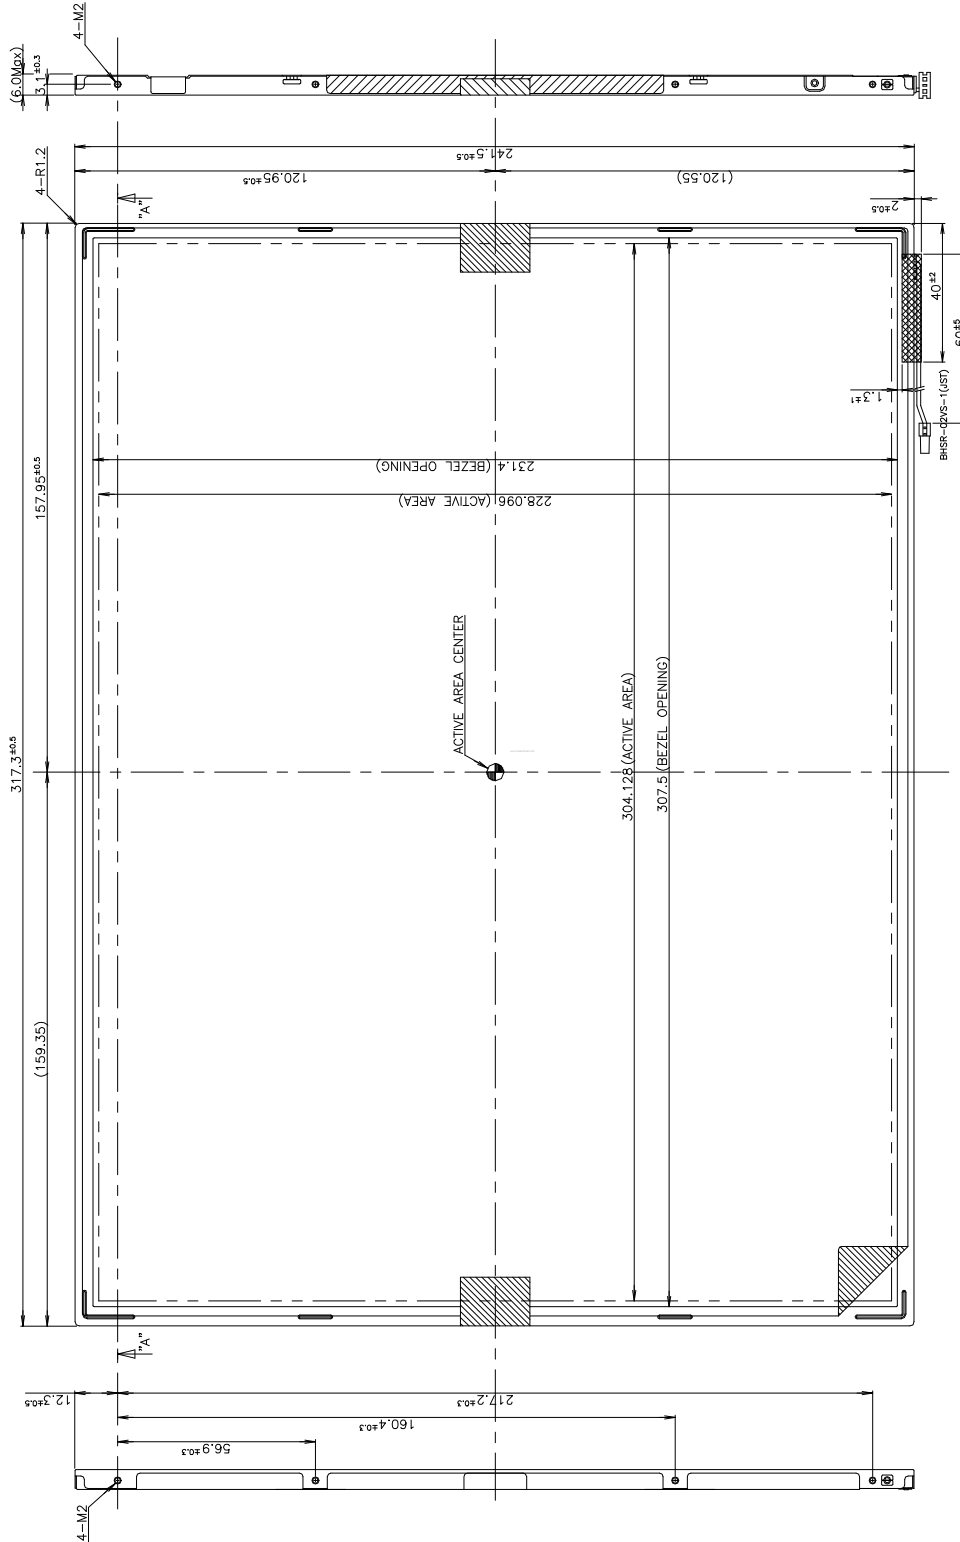 4-M2
(6.0Max)
3.1±0.3
241.5±0.5
4-R1.2
120.95±0.5
(120.55)
"A"
2±0.5
40±2
60±5
1.3±1
BHSR-02VS-1(JST)
231.4 (BEZEL OPENING)
228.096 (ACTIVE AREA)
157.95±0.5
ACTIVE AREA CENTER
304.128 (ACTIVE AREA)
307.5 (BEZEL OPENING)
317.3±0.5
(159.35)
"A"
12.3±0.5
217.2±0.3
160.4±0.3
56.9±0.3
4-M2